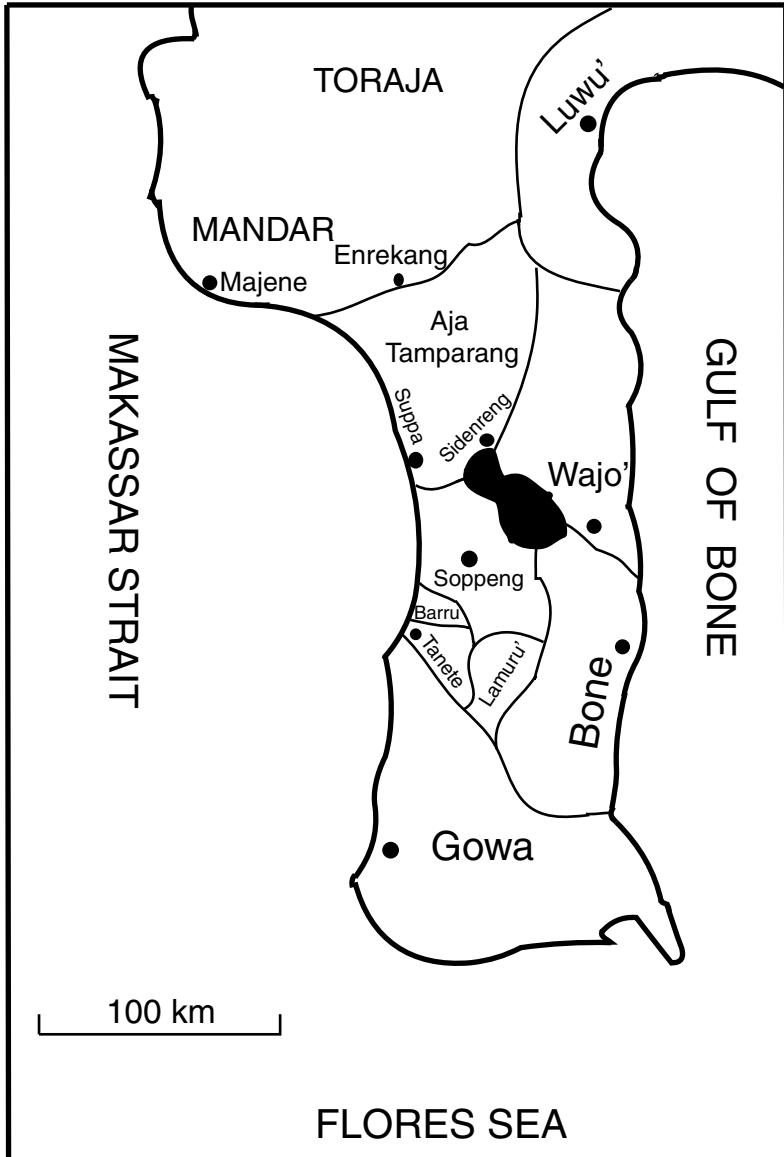 TORAJA
Luwu’
MANDAR
Enrekang
Majene
Aja
Tamparang
MAKASSAR STRAIT
GULF OF BONE
Suppa
Sidenreng
Wajo’
Soppeng
Barru
Tanete
Lamuru’
Bone
Gowa
100 km
FLORES SEA